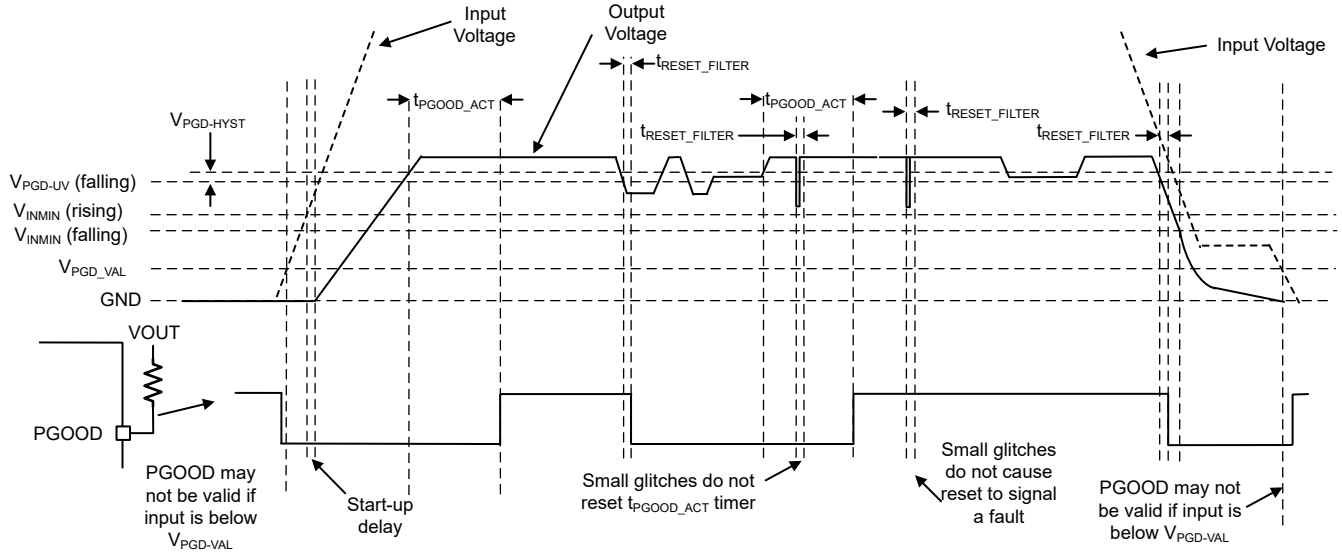 Input
Voltage
Output
Voltage
Input Voltage
tRESET_FILTER
tPGOOD_ACT
tPGOOD_ACT
tRESET_FILTER
VPGD-HYST
tRESET_FILTER
tRESET_FILTER
VPGD-UV (falling)
VINMIN (rising)
VINMIN (falling)
VPGD_VAL
GND
VOUT
PGOOD
PGOOD may
not be valid if
input is below
VPGD-VAL
Start-up
delay
Small glitches do not
reset tPGOOD_ACT timer
Small glitches
do not cause
reset to signal
a fault
PGOOD may not
be valid if input is
below VPGD-VAL